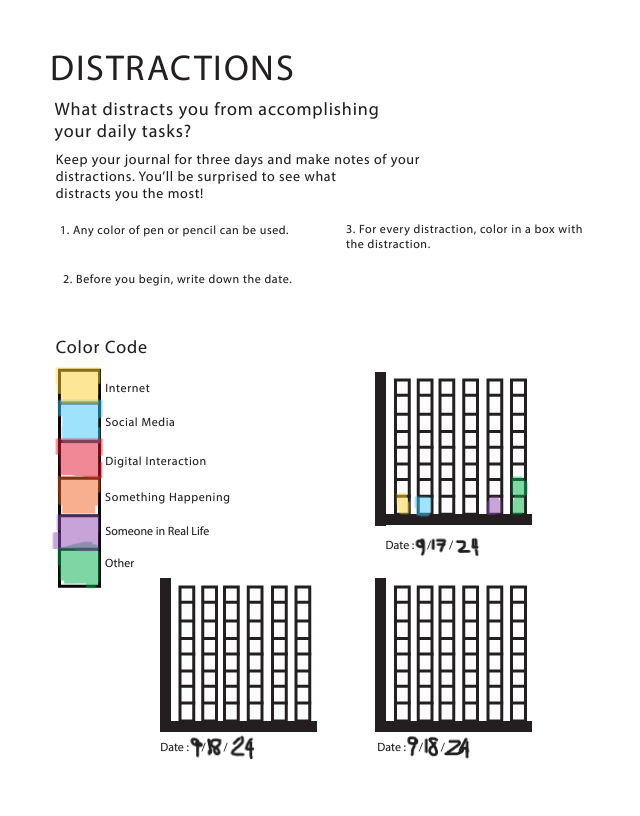 DISTRACTIONS
What distracts you from accomplishing
your daily tasks?
Keep your journal for three days and make notes of your
distractions. You’ll be surprised to see what
distracts you the most!
1. Any color of pen or pencil can be used.
2. Before you begin, write down the date.
3. For every distraction, color in a box with
the distraction.
Color Code
Internet
Social Media
Digital Interaction
Something Happening
Someone in Real Life
Other
Date : 9/17 / 24
Date : 9/18 / 24
Date : 9/18 / 24